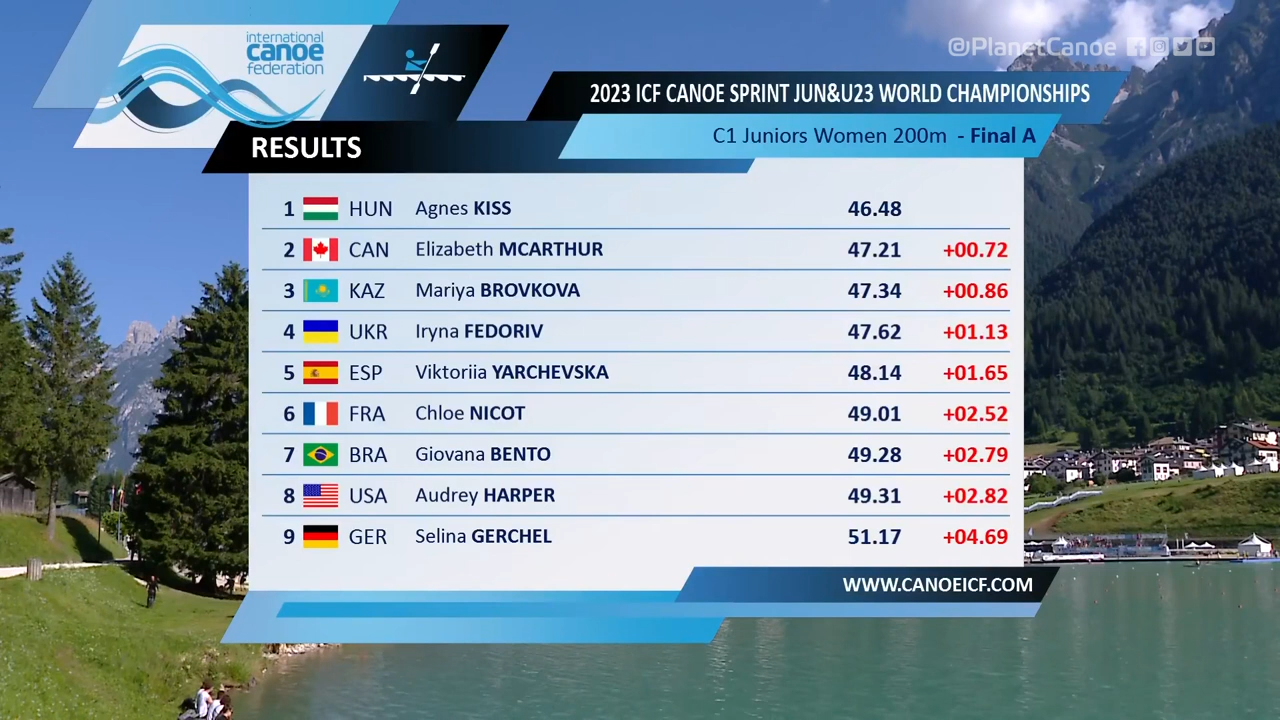 international
canoe
federation
@PlanetCanoe
2023 ICF CANOE SPRINT JUN&U23 WORLD CHAMPIONSHIPS
RESULTS
C1 Juniors Women 200m - Final A
1 HUN Agnes KISS 46.48
2 CAN Elizabeth MCARTHUR 47.21 +00.72
3 KAZ Mariya BROVKOVA 47.34 +00.86
4 UKR Iryna FEDORIV 47.62 +01.13
5 ESP Viktoriia YARCHEVSKA 48.14 +01.65
6 FRA Chloe NICOT 49.01 +02.52
7 BRA Giovana BENTO 49.28 +02.79
8 USA Audrey HARPER 49.31 +02.82
9 GER Selina GERCHEL 51.17 +04.69
WWW.CANOEICF.COM